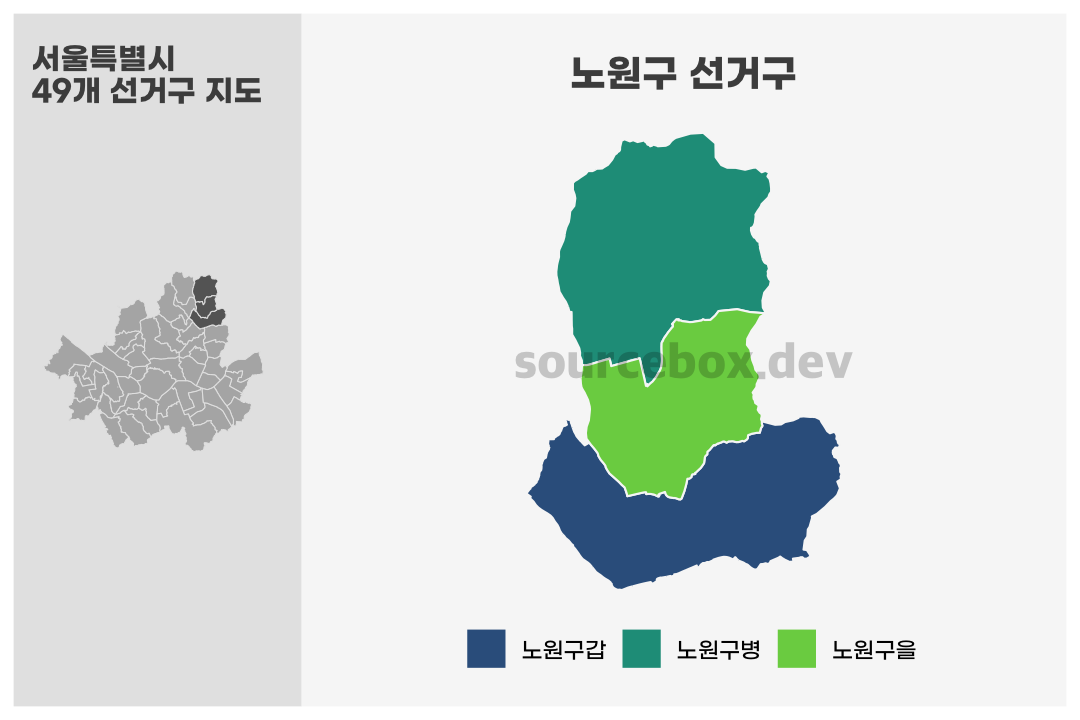 서울특별시
49개 선거구 지도
노원구 선거구
sourcebox.dev
노원구갑
노원구병
노원구을